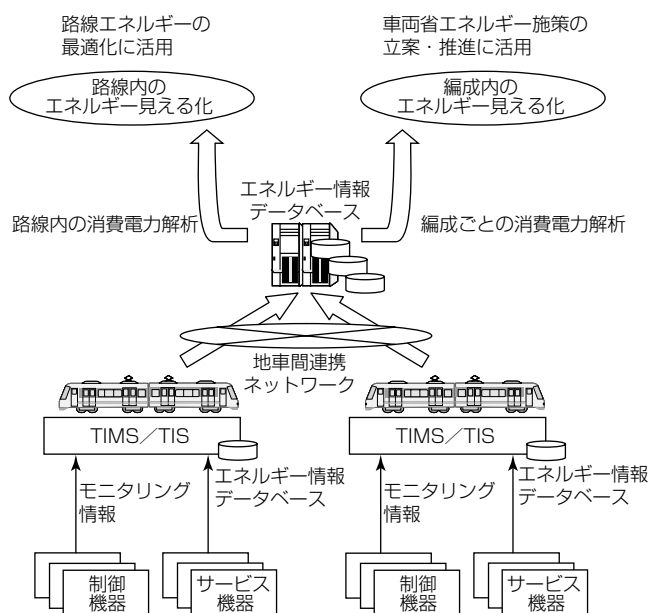 路線エネルギーの
最適化に活用
車両省エネルギー施策の
立案・推進に活用
路線内の
エネルギー見える化
編成内の
エネルギー見える化
エネルギー情報
データベース
路線内の消費電力解析
編成ごとの消費電力解析
地車間連携
ネットワーク
TIMS／TIS
TIMS／TIS
モニタリング
情報
エネルギー情報
データベース
モニタリング
情報
エネルギー情報
データベース
制御
機器
サービス
機器
制御
機器
サービス
機器